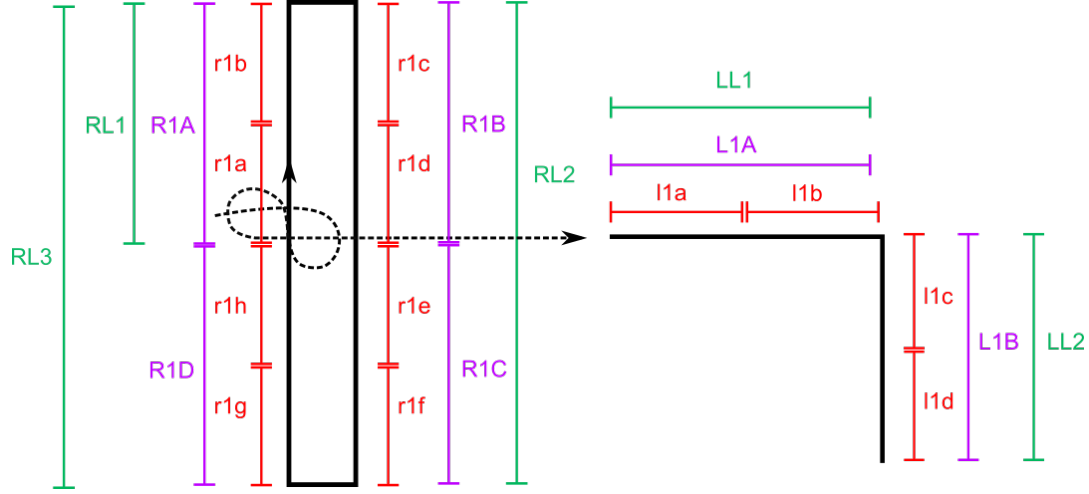 r1b
r1c
LL1
RL1
R1A
R1B
L1A
r1a
r1d
RL2
l1a
l1b
RL3
r1h
r1e
l1c
R1D
R1C
L1B
LL2
r1g
r1f
l1d